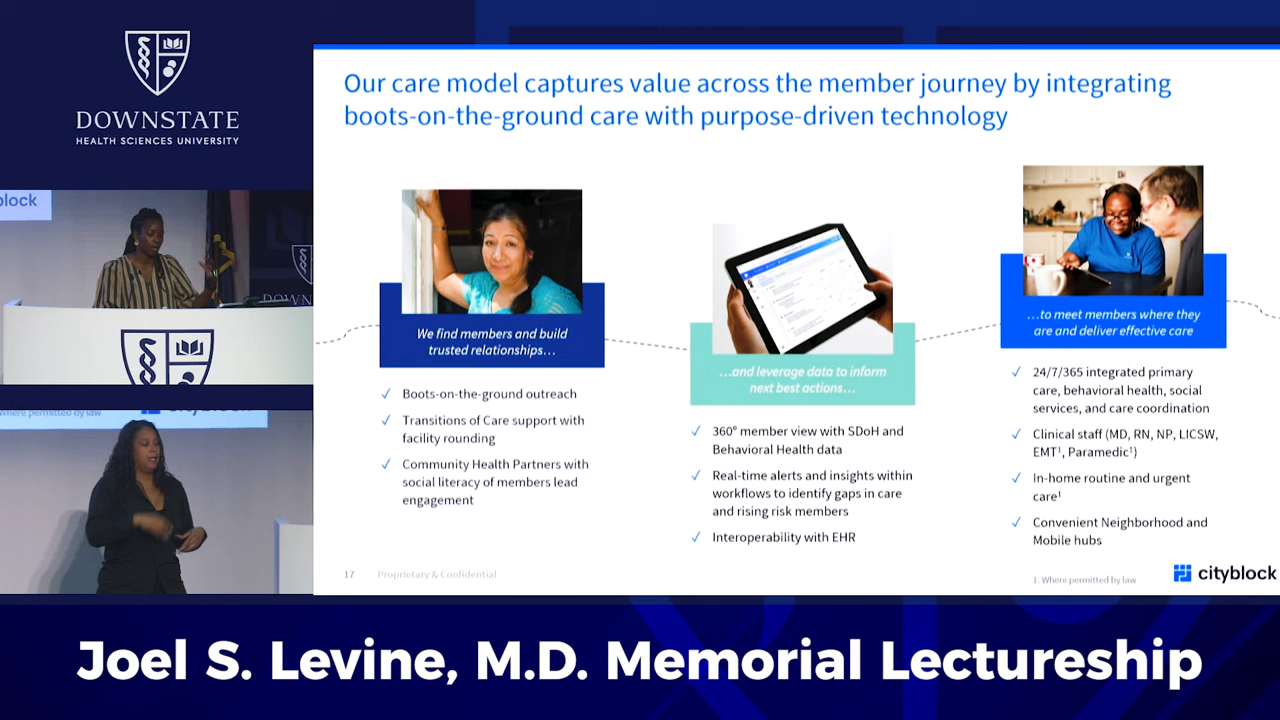 DOWNSTATE
HEALTH SCIENCES UNIVERSITY
Our care model captures value across the member journey by integrating
boots-on-the-ground care with purpose-driven technology
block
DOWN
Where permitted by law
cityblock
We find members and build
trusted relationships…
✓ Boots-on-the-ground outreach
✓ Transitions of Care support with
facility rounding
✓ Community Health Partners with
social literacy of members lead
engagement
…and leverage data to inform
next best actions…
✓ 360° member view with SDoH and
Behavioral Health data
✓ Real-time alerts and insights within
workflows to identify gaps in care
and rising risk members
✓ Interoperability with EHR
…to meet members where they
are and deliver effective care
✓ 24/7/365 integrated primary
care, behavioral health, social
services, and care coordination
✓ Clinical staff (MD, RN, NP, LICSW,
EMT¹, Paramedic¹)
✓ In-home routine and urgent
care¹
✓ Convenient Neighborhood and
Mobile hubs
17 Proprietary & Confidential
1. Where permitted by law
cityblock
Joel S. Levine, M.D. Memorial Lectureship